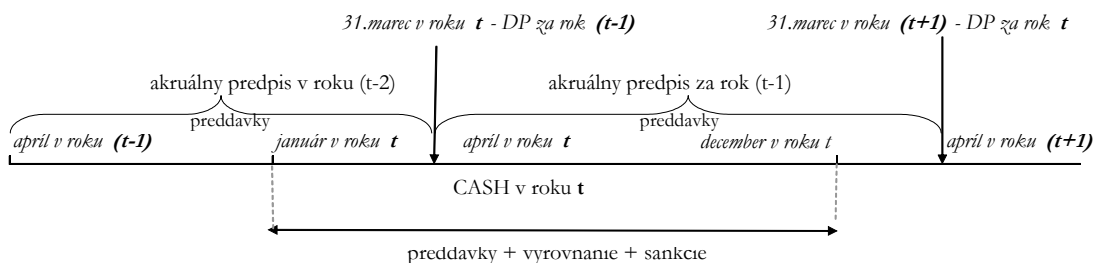 31.marec v roku t - DP za rok (t-1)
31.marec v roku (t+1) - DP za rok t
akruálny predpis v roku (t-2)
akruálny predpis za rok (t-1)
preddavky
preddavky
apríl v roku (t-1)
január v roku t
apríl v roku t
december v roku t
apríl v roku (t+1)
CASH v roku t
preddavky + vyrovnanie + sankcie